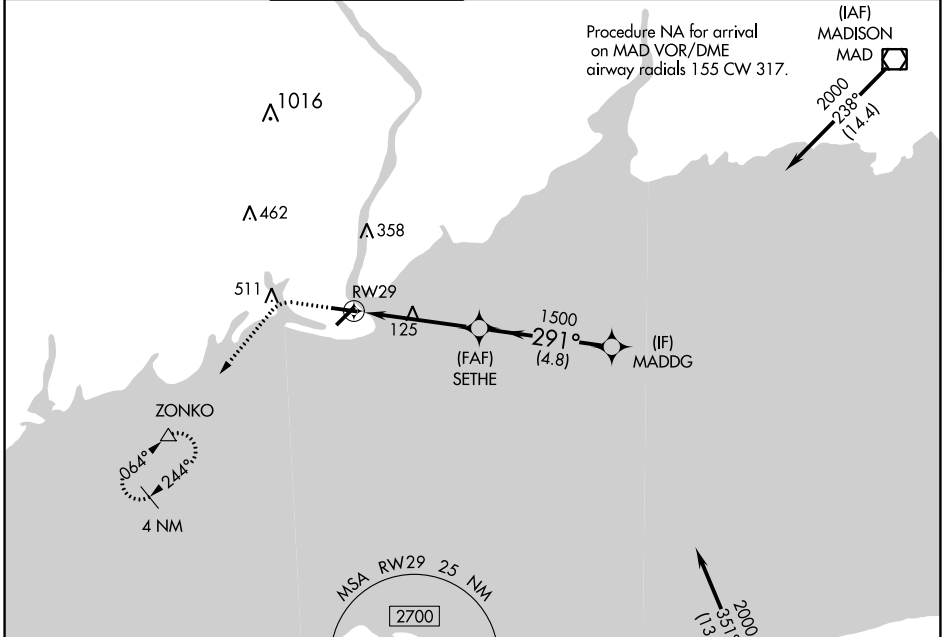 Procedure NA for arrival
on MAD VOR/DME
airway radials 155 CW 317.
(IAF)
MADISON
MAD
2000
238°
(14.4)
1016
462
358
511
RW29
125
1500
291°
(4.8)
(FAF)
SETHE
(IF)
MADDG
ZONKO
064°
244°
4 NM
MSA RW29 25 NM
2700
2000
351°
(13